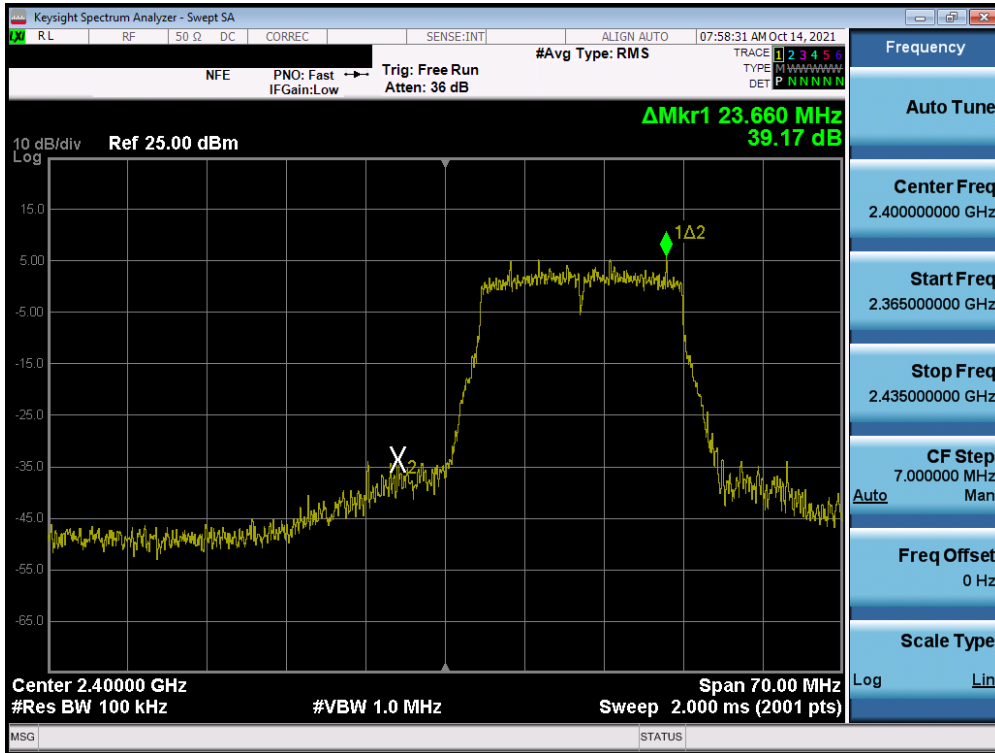 Keysight Spectrum Analyzer - Swept SA
LXI RL RF 50 Ω DC CORREC SENSE:INT ALIGN AUTO 07:58:31 AM Oct 14, 2021
Frequency
#Avg Type: RMS
TRACE 1 2 3 4 5 6
NFE PNO: Fast Trig: Free Run
TYPE M WWWWW
IFGain:Low Atten: 36 dB
DET P N N N N N
Auto Tune
ΔMkr1 23.660 MHz
39.17 dB
10 dB/div Ref 25.00 dBm
Log
Center Freq
2.400000000 GHz
15.0
1Δ2
5.00
Start Freq
2.365000000 GHz
-5.00
-15.0
Stop Freq
2.435000000 GHz
-25.0
-35.0
X2
CF Step
7.000000 MHz
Auto Man
-45.0
-55.0
Freq Offset
0 Hz
-65.0
Scale Type
Log Lin
Center 2.40000 GHz Span 70.00 MHz
#Res BW 100 kHz #VBW 1.0 MHz Sweep 2.000 ms (2001 pts)
MSG STATUS